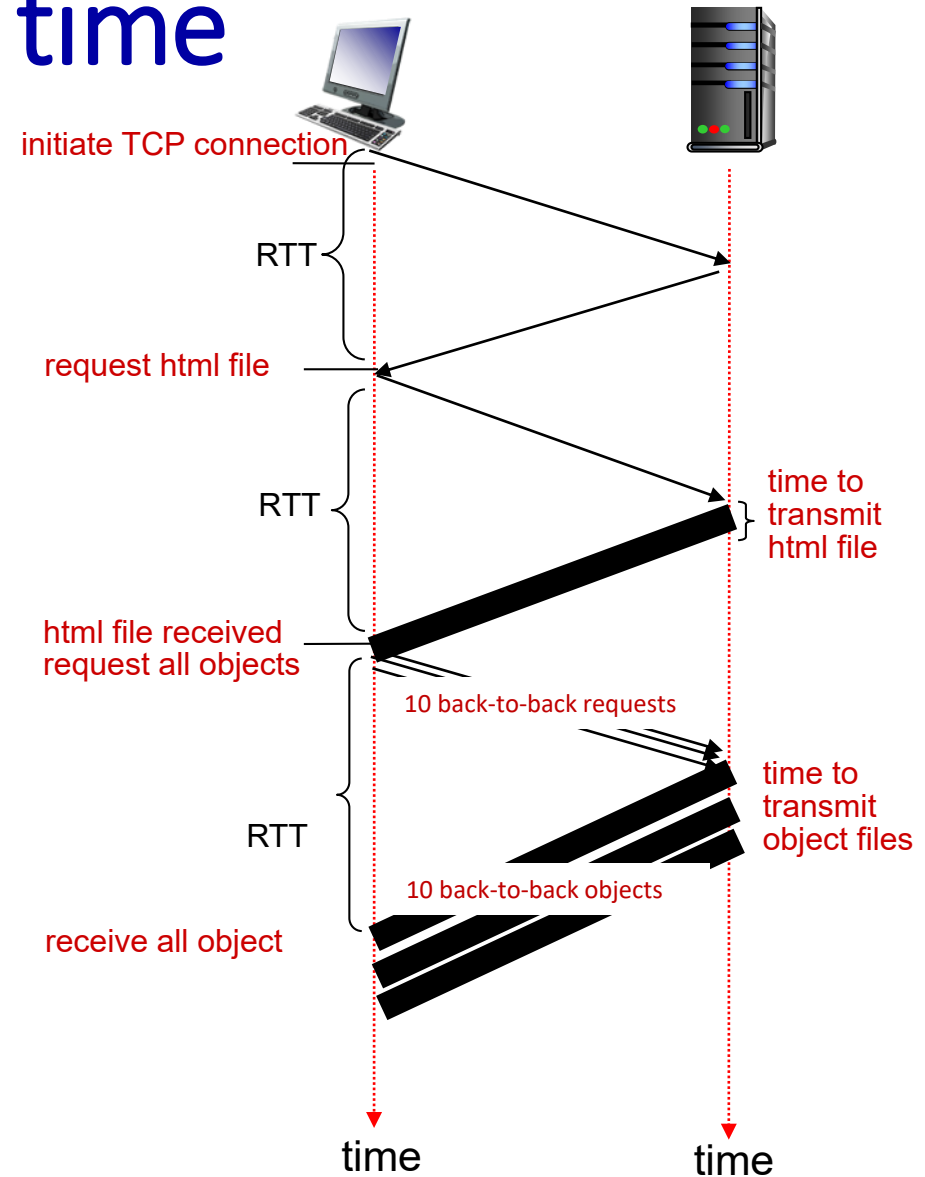 time
initiate TCP connection
RTT
request html file
RTT
time to
transmit
html file
html file received
request all objects
10 back-to-back requests
time to
transmit
object files
RTT
10 back-to-back objects
receive all object
time
time